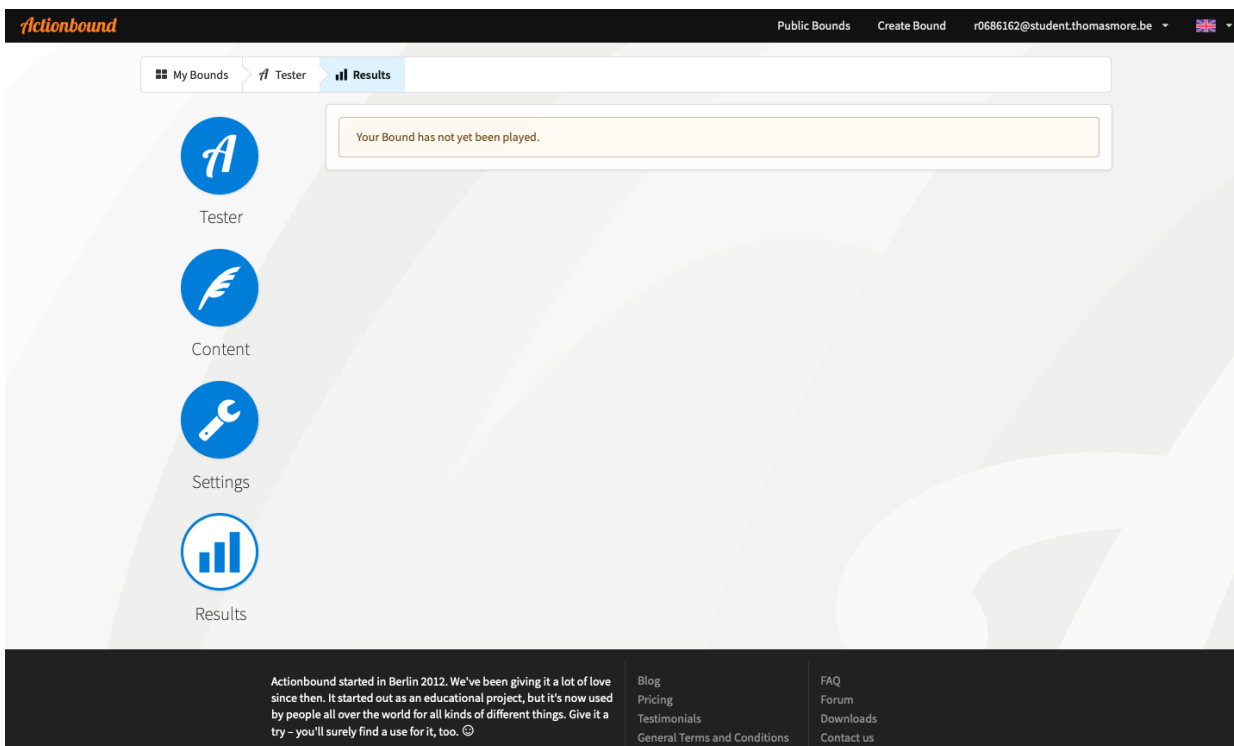 Actionbound
Public Bounds
Create Bound
r0686162@student.thomasmore.be
My Bounds
Tester
Results
Your Bound has not yet been played.
Tester
Content
Settings
Results
Actionbound started in Berlin 2012. We've been giving it a lot of love
since then. It started out as an educational project, but it's now used
by people all over the world for all kinds of different things. Give it a
try – you'll surely find a use for it, too. ☺
Blog
Pricing
Testimonials
General Terms and Conditions
FAQ
Forum
Downloads
Contact us